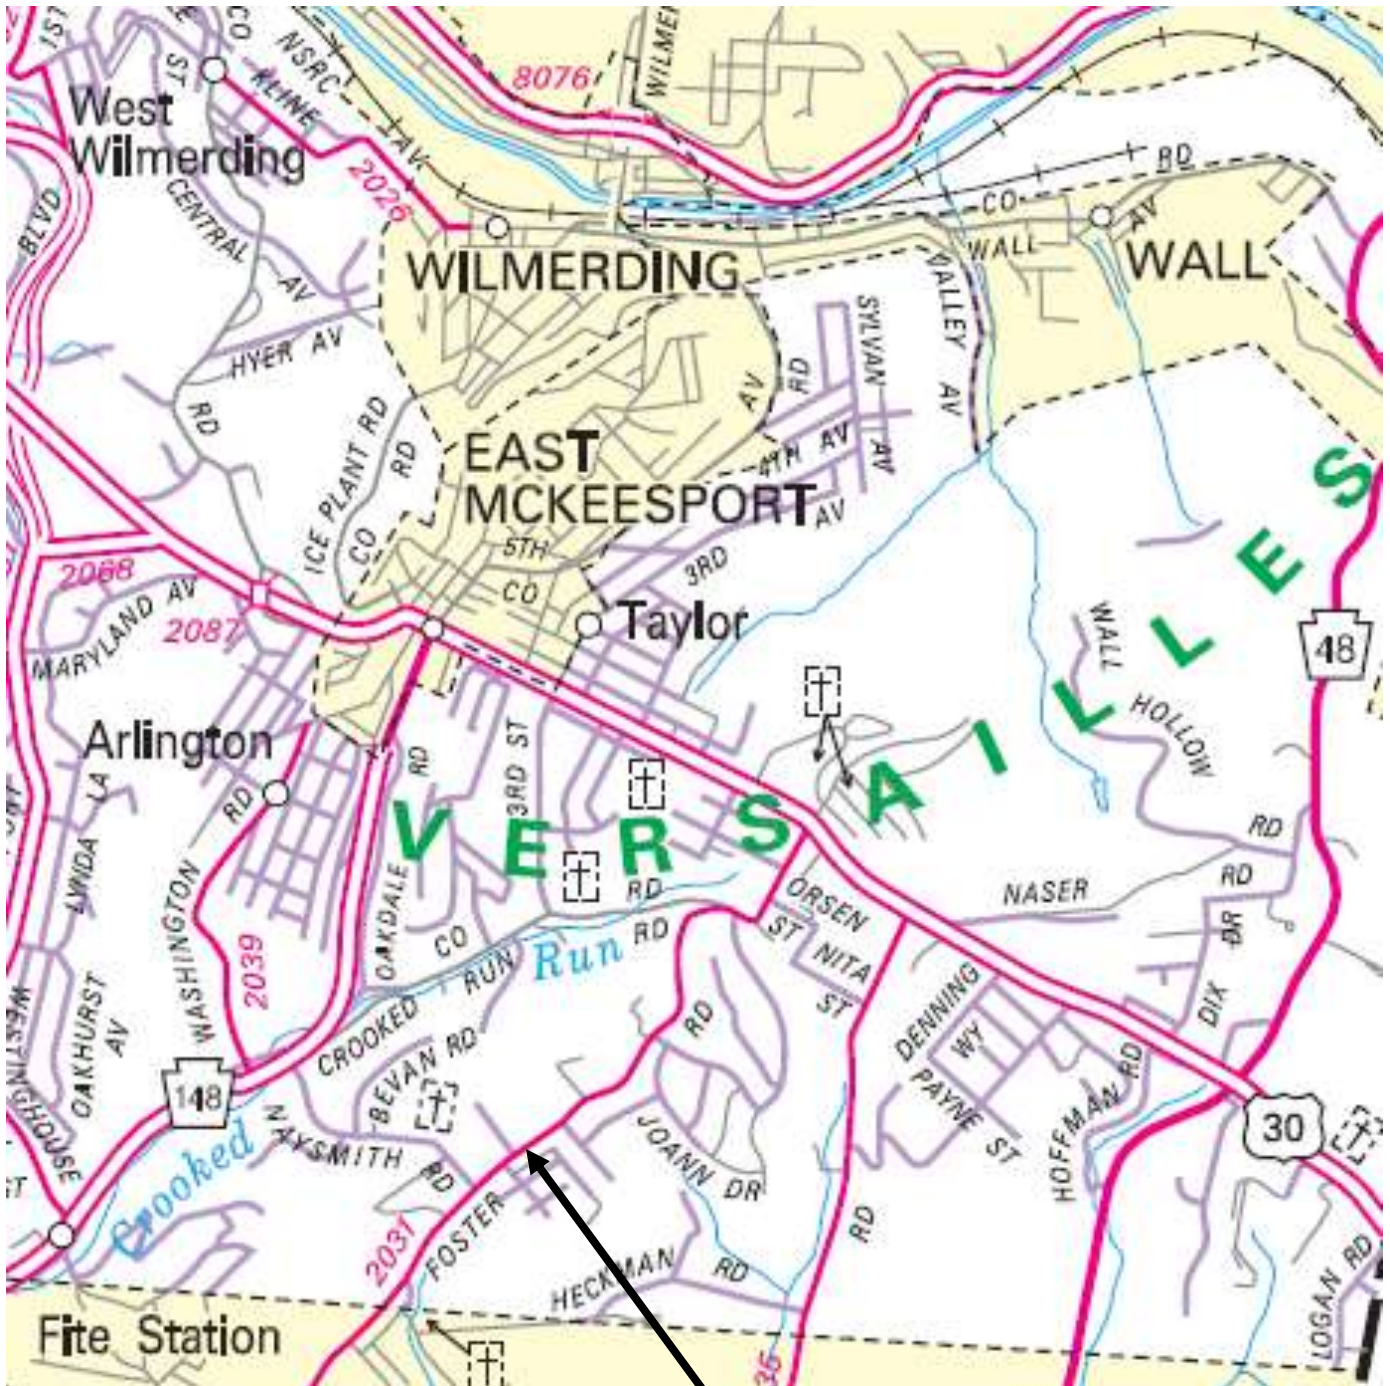 1ST
CO
ST
NSRC
KLINE
AV
8076
WILMER
West
Wilmerding
2026
RD
CO
AV
BLVD
CENTRAL
AV
WILMERDING
WALL
WALL
VALLEY AV
HYER AV
RD
SYLVAN
AV
AV
RD
ICE PLANT RD
CO
RD
EAST
MCKEESPORT
4TH AV
AV
5TH
CO
3RD
2068
MARYLAND AV
2087
Taylor
WALL
HOLLOW
RD
48
Arlington
RD
WASHINGTON
2039
LYNDA LA
OAKHURST
AV
RD
OAKDALE
3RD ST
VERSAILLES
RD
CO
RD
CROOKED RUN
Run
ORSEN
ST
NITA
ST
NASER
RD
DR
DIX
DENNING
WY
PAYNE ST
HOFFMAN RD
148
BEVAN RD
NAYSMITH
RD
Crooked
RD
JOANN DR
30
2031
FOSTER
HECKMAN
RD
RD
LOGAN RD
Fite Station